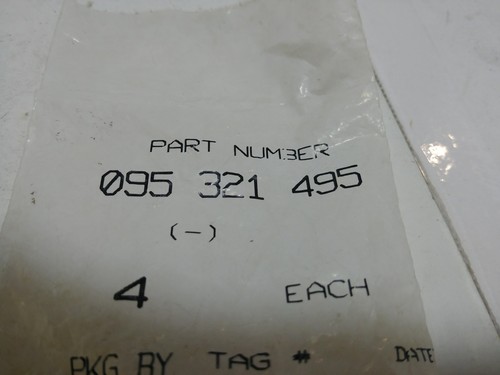 PART NUMBER
095 321 495
(-)
4 EACH
PKG BY TAG # DATE